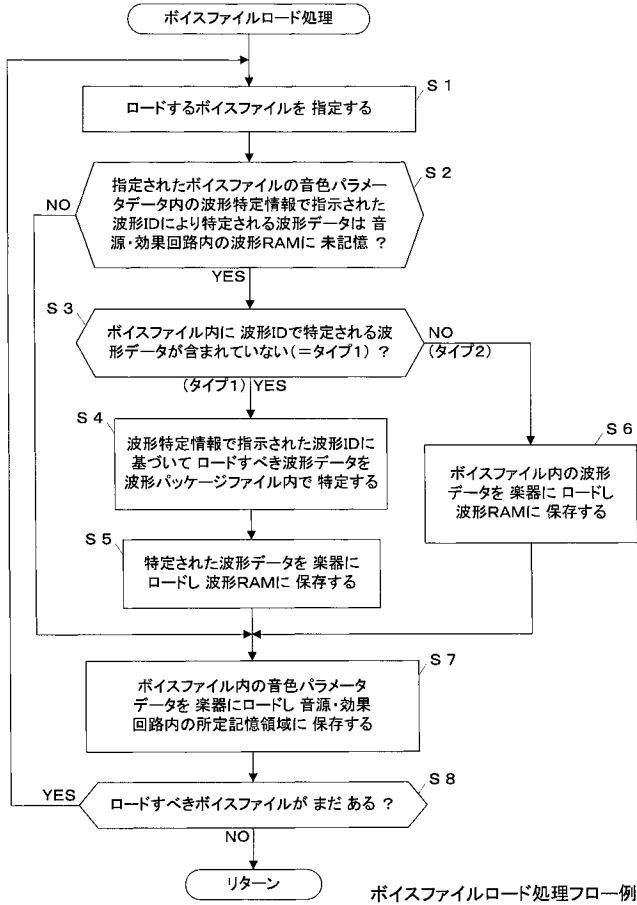 ボイスファイルロード処理
S1
ロードするボイスファイルを 指定する
S2
指定されたボイスファイルの音色パラメー
タデータ内の波形特定情報で指示された
波形IDにより特定される波形データは 音
源・効果回路内の波形RAMに 未記憶 ?
NO
YES
S3
ボイスファイル内に 波形IDで特定される波
形データが含まれていない(=タイプ1) ?
NO
(タイプ2)
(タイプ1) YES
S4
波形特定情報で指示された波形IDに
基づいて ロードすべき波形データを
波形パッケージファイル内で 特定する
S6
ボイスファイル内の波形
データを 楽器に ロードし
波形RAMに 保存する
S5
特定された波形データを 楽器に
ロードし 波形RAMに 保存する
S7
ボイスファイル内の音色パラメータ
データを 楽器にロードし 音源・効果
回路内の所定記憶領域に 保存する
S8
YES
ロードすべきボイスファイルが まだ ある ?
NO
リターン
ボイスファイルロード処理フロー例